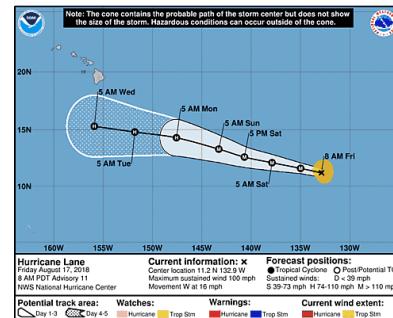 Note: The cone contains the probable path of the storm center but does not show
the size of the storm. Hazardous conditions can occur outside of the cone.
NOAA
20N
15N
10N
5 AM Wed
5 AM Mon
5 AM Sun
5 PM Sat
8 AM Fri
5 AM Tue
5 AM Sat
H H H H H H H
160W 155W 150W 145W 140W 135W 130W
Hurricane Lane
Friday August 17, 2018
8 AM PDT Advisory 11
NWS National Hurricane Center
Current information: ×
Center location 11.2 N 132.9 W
Maximum sustained wind 100 mph
Movement W at 16 mph
Forecast positions:
Tropical Cyclone Post/Potential TC
Sustained winds: D < 39 mph
S 39-73 mph H 74-110 mph M > 110 mph
Potential track area:
Day 1-3 Day 4-5
Watches:
Hurricane Trop Stm
Warnings:
Hurricane Trop Stm
Current wind extent:
Hurricane Trop Stm